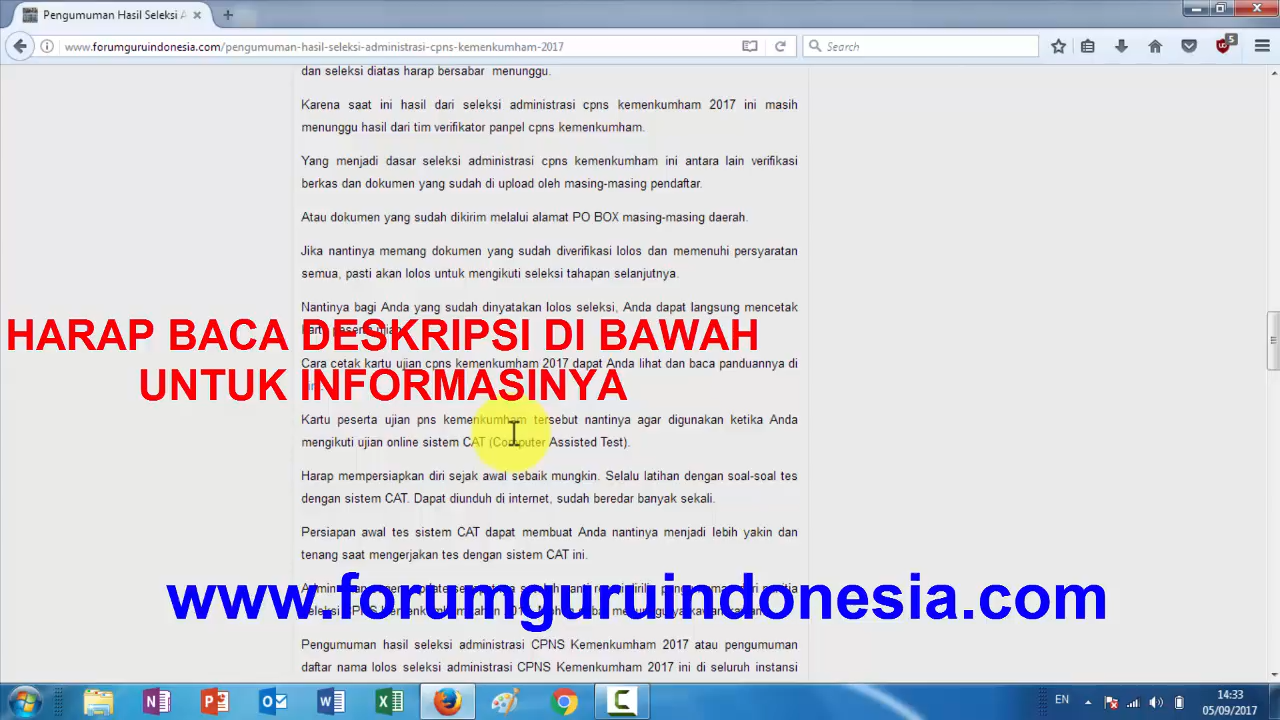 Pengumuman Hasil Seleksi A
www.forumguruindonesia.com/pengumuman-hasil-seleksi-administrasi-cpns-kemenkumham-2017
Search
5
dan seleksi diatas harap bersabar menunggu.
Karena saat ini hasil dari seleksi administrasi cpns kemenkumham 2017 ini masih
menunggu hasil dari tim verifikator panpel cpns kemenkumham.
Yang menjadi dasar seleksi administrasi cpns kemenkumham ini antara lain verifikasi
berkas dan dokumen yang sudah di upload oleh masing-masing pendaftar.
Atau dokumen yang sudah dikirim melalui alamat PO BOX masing-masing daerah.
Jika nantinya memang dokumen yang sudah diverifikasi lolos dan memenuhi persyaratan
semua, pasti akan lolos untuk mengikuti seleksi tahapan selanjutnya.
Nantinya bagi Anda yang sudah dinyatakan lolos seleksi, Anda dapat langsung mencetak
HARAP BACA DESKRIPSI DI BAWAH
Cara cetak kartu ujian cpns kemenkumham 2017 dapat Anda lihat dan baca panduannya di
UNTUK INFORMASINYA
Kartu peserta ujian pns kemenkumham tersebut nantinya agar digunakan ketika Anda
mengikuti ujian online sistem CAT (Computer Assisted Test).
Harap mempersiapkan diri sejak awal sebaik mungkin. Selalu latihan dengan soal-soal tes
dengan sistem CAT. Dapat diunduh di internet, sudah beredar banyak sekali.
Persiapan awal tes sistem CAT dapat membuat Anda nantinya menjadi lebih yakin dan
tenang saat mengerjakan tes dengan sistem CAT ini.
www.forumguruindonesia.com
Pengumuman hasil seleksi administrasi CPNS Kemenkumham 2017 atau pengumuman
daftar nama lolos seleksi administrasi CPNS Kemenkumham 2017 ini di seluruh instansi
EN
14:33
05/09/2017